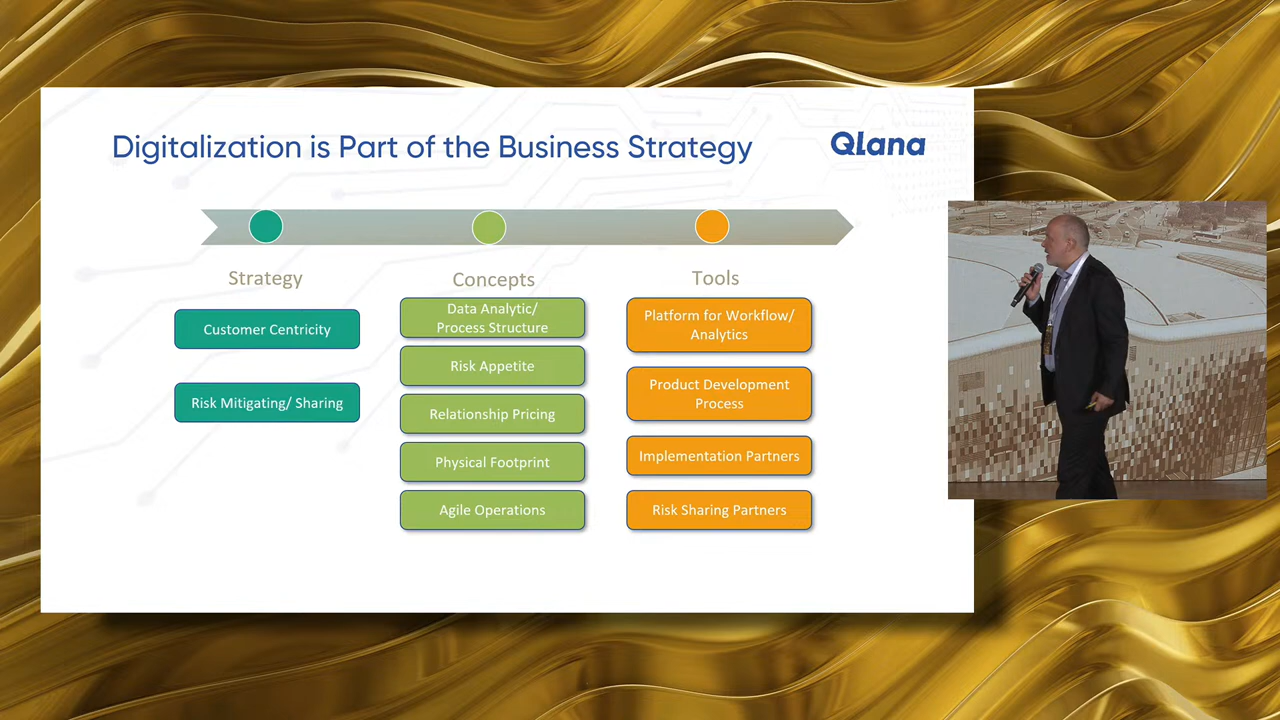 Digitalization is Part of the Business Strategy
Qlana
Strategy
Customer Centricity
Risk Mitigating/ Sharing
Concepts
Data Analytic/
Process Structure
Risk Appetite
Relationship Pricing
Physical Footprint
Agile Operations
Tools
Platform for Workflow/
Analytics
Product Development
Process
Implementation Partners
Risk Sharing Partners